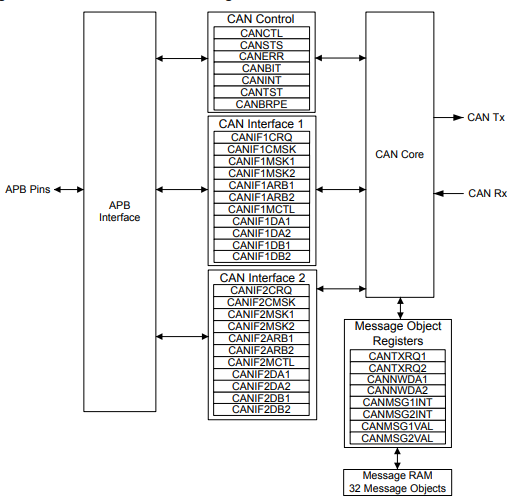 CAN Control
CANCTL
CANSTS
CANERR
CANBIT
CANINT
CANTST
CANBRPE
CAN Interface 1
CANIF1CRQ
CANIF1CMSK
CANIF1MSK1
CANIF1MSK2
CANIF1ARB1
CANIF1ARB2
CANIF1MCTL
CANIF1DA1
CANIF1DA2
CANIF1DB1
CANIF1DB2
CAN Interface 2
CANIF2CRQ
CANIF2CMSK
CANIF2MSK1
CANIF2MSK2
CANIF2ARB1
CANIF2ARB2
CANIF2MCTL
CANIF2DA1
CANIF2DA2
CANIF2DB1
CANIF2DB2
APB Pins
APB
Interface
CAN Core
CAN Tx
CAN Rx
Message Object
Registers
CANTXRQ1
CANTXRQ2
CANNWDA1
CANNWDA2
CANMSG1INT
CANMSG2INT
CANMSG1VAL
CANMSG2VAL
Message RAM
32 Message Objects